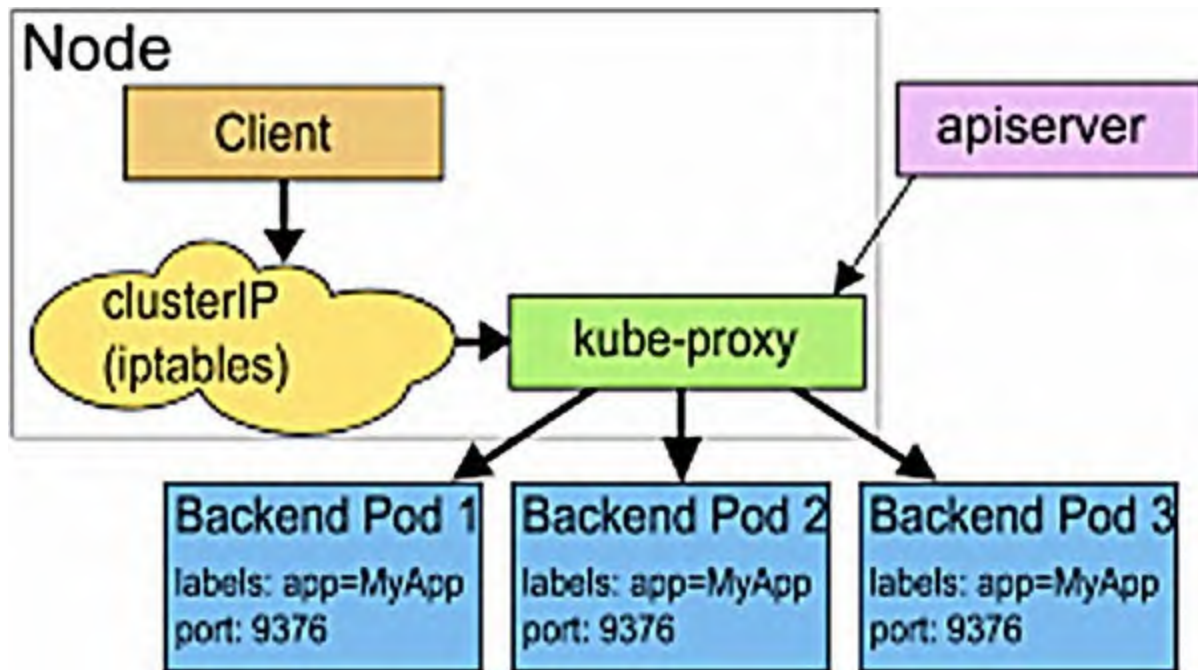 Node
Client
apiserver
clusterIP
(iptables)
kube-proxy
Backend Pod 1
labels: app=MyApp
port: 9376
Backend Pod 2
labels: app=MyApp
port: 9376
Backend Pod 3
labels: app=MyApp
port: 9376